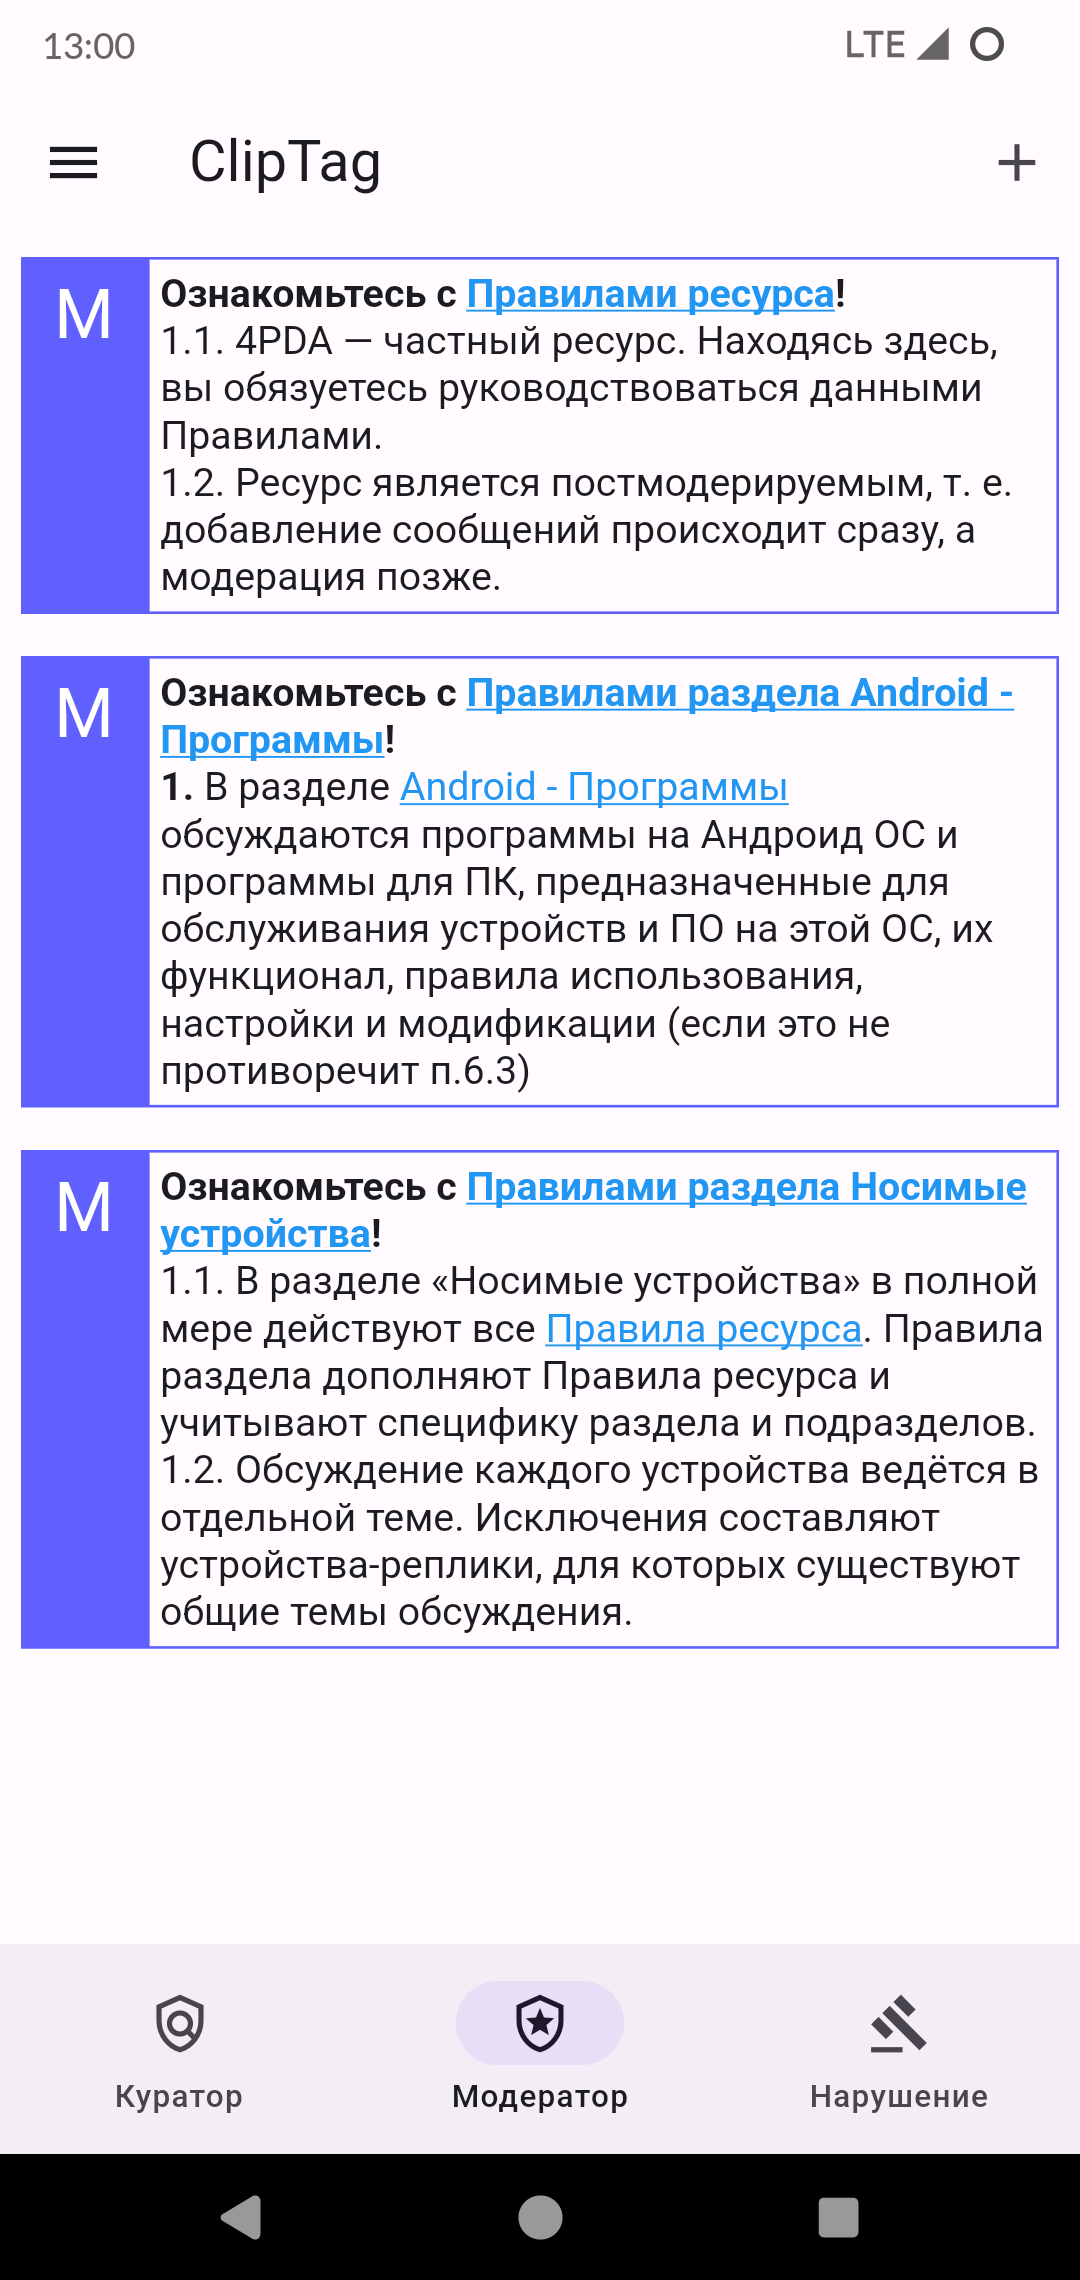 13:00
LTE
ClipTag
М
Ознакомьтесь с Правилами ресурса!
1.1. 4PDA — частный ресурс. Находясь здесь,
вы обязуетесь руководствоваться данными
Правилами.
1.2. Ресурс является постмодерируемым, т. е.
добавление сообщений происходит сразу, а
модерация позже.
М
Ознакомьтесь с Правилами раздела Android -
Программы!
1. В разделе Android - Программы
обсуждаются программы на Андроид ОС и
программы для ПК, предназначенные для
обслуживания устройств и ПО на этой ОС, их
функционал, правила использования,
настройки и модификации (если это не
противоречит п.6.3)
М
Ознакомьтесь с Правилами раздела Носимые
устройства!
1.1. В разделе «Носимые устройства» в полной
мере действуют все Правила ресурса. Правила
раздела дополняют Правила ресурса и
учитывают специфику раздела и подразделов.
1.2. Обсуждение каждого устройства ведётся в
отдельной теме. Исключения составляют
устройства-реплики, для которых существуют
общие темы обсуждения.
Куратор
Модератор
Нарушение